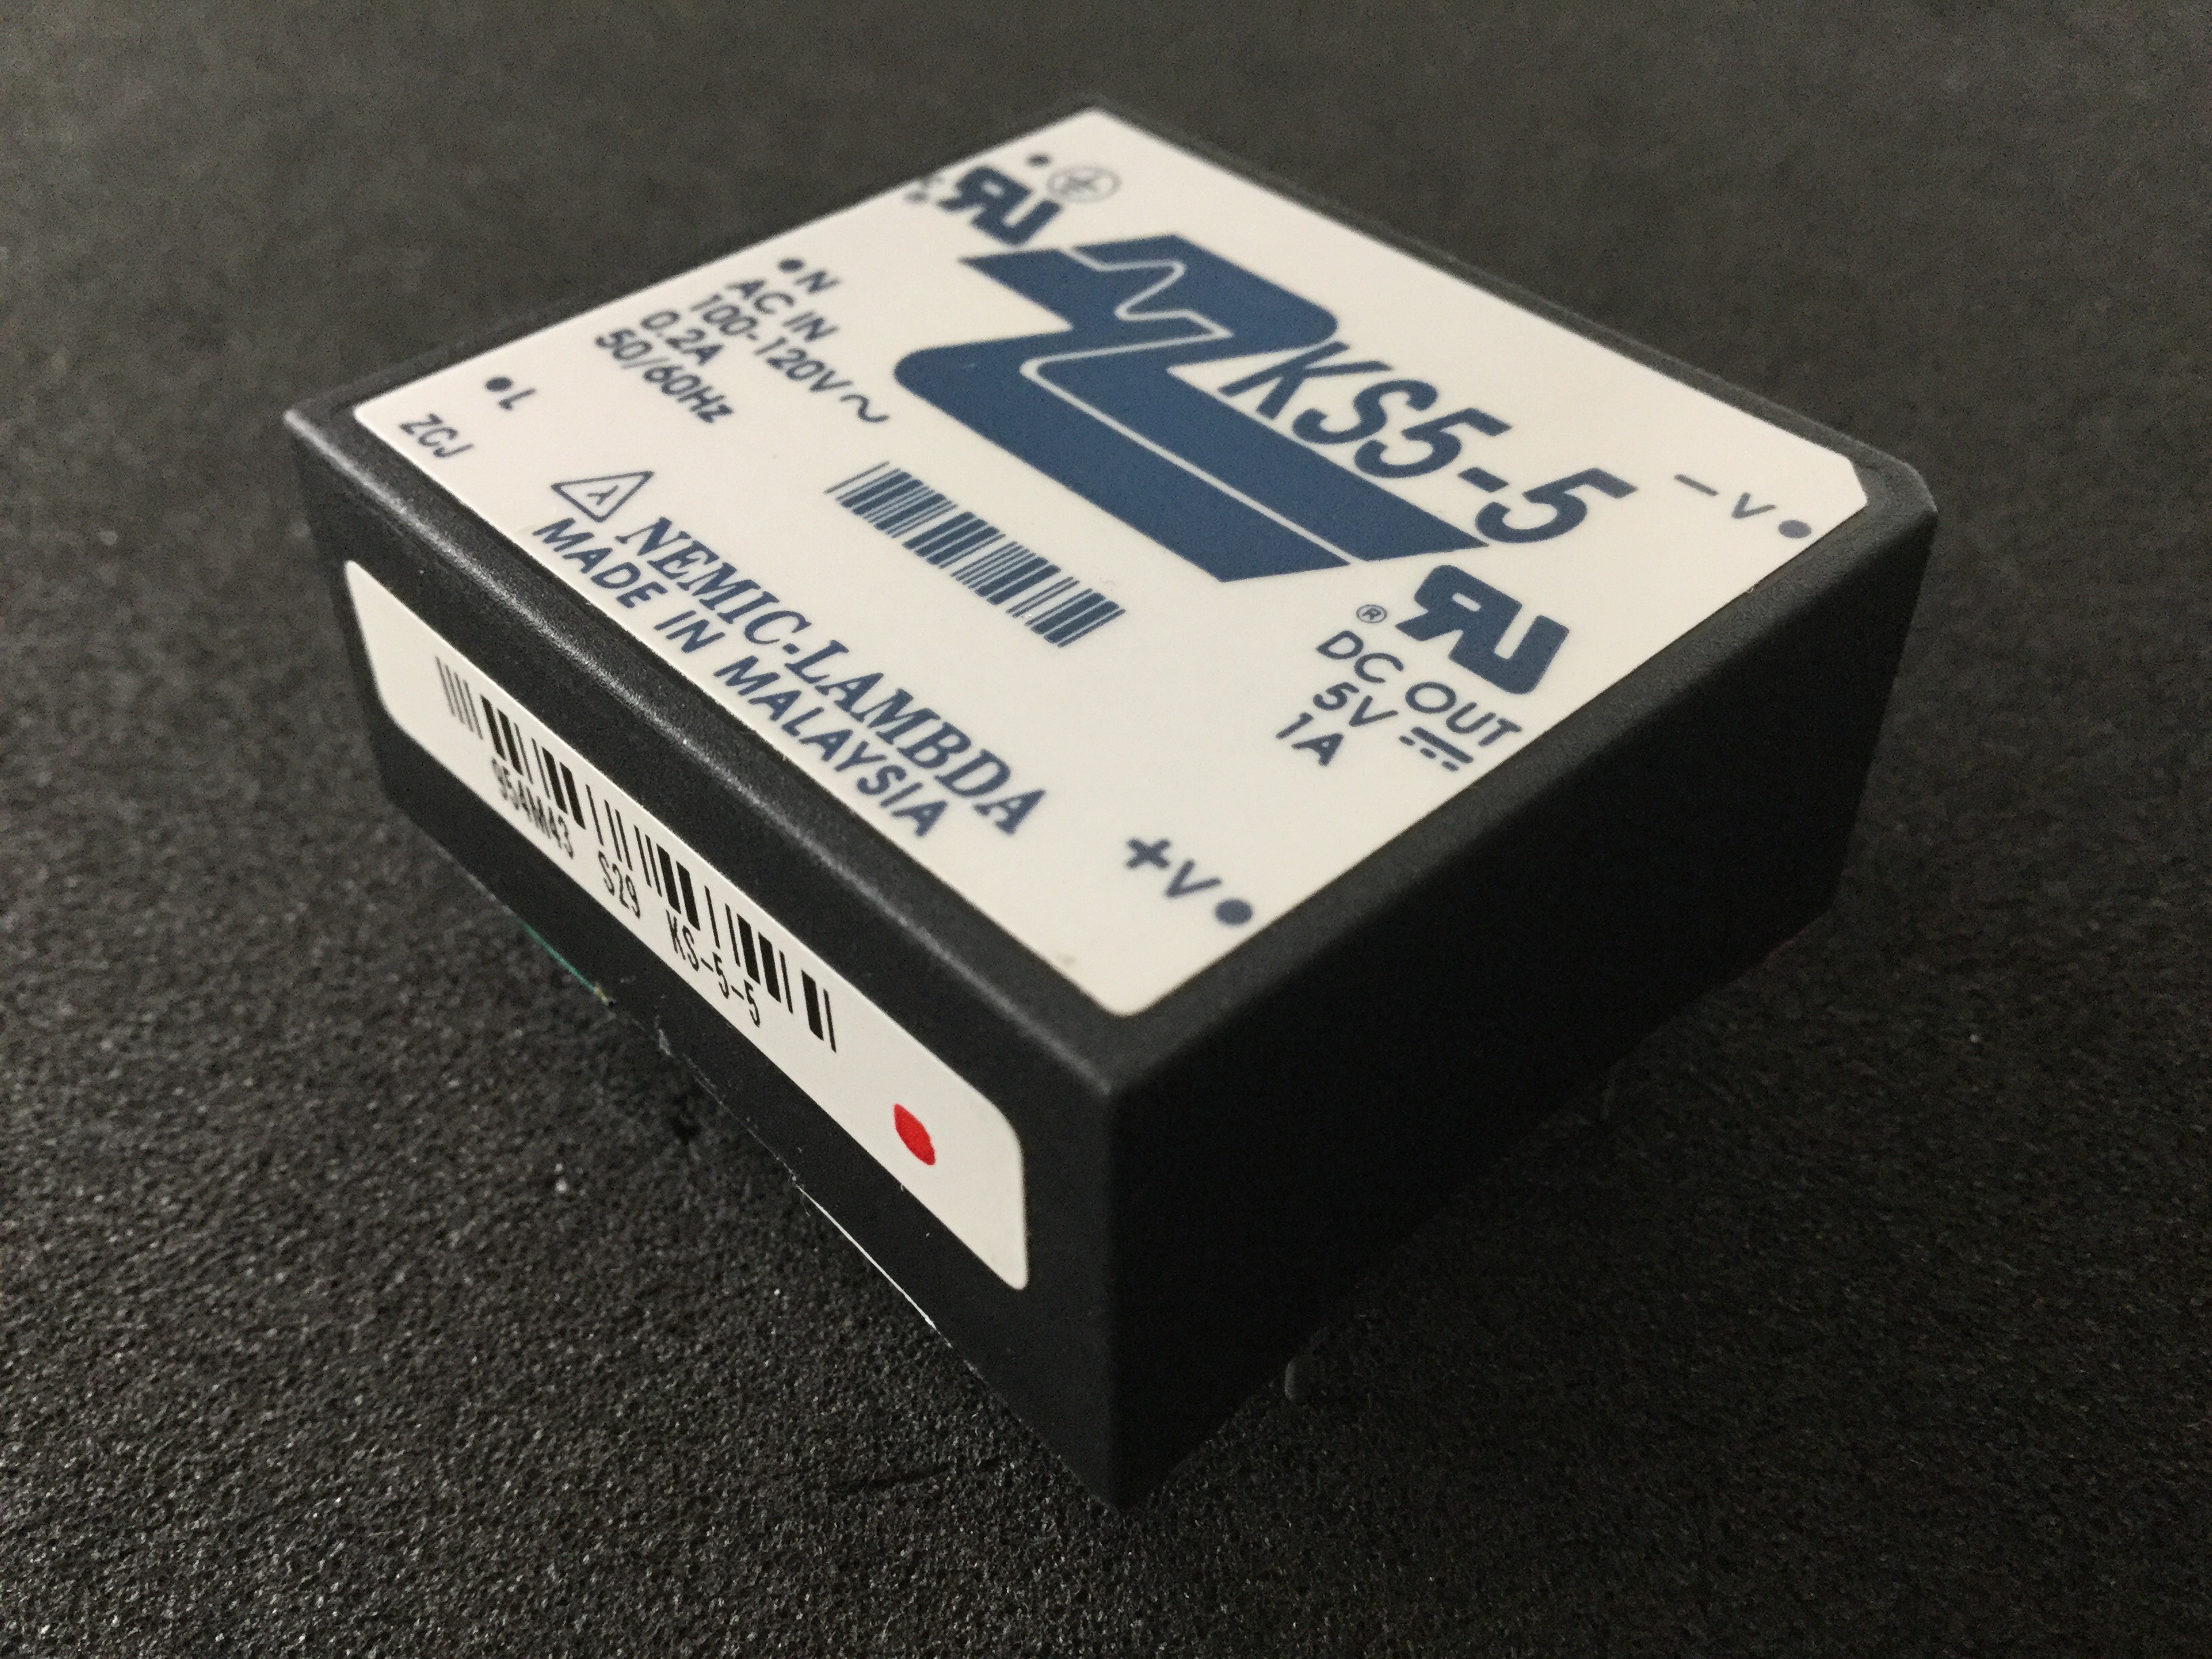 KS5-5
N
AC IN
100-120V~
0.2A
50/60Hz
L
ZCJ
NEMIC-LAMBDA
MADE IN MALAYSIA
-V
®
DC OUT
5V
1A
+V
954M43 S29 KS-5-5